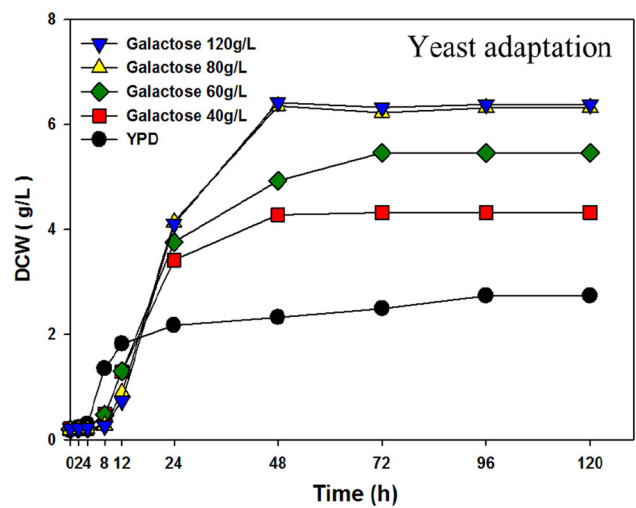 Yeast adaptation
Galactose 120g/L
Galactose 80g/L
Galactose 60g/L
Galactose 40g/L
YPD
DCW ( g/L )
8
6
4
2
0
0 2 4 8 12 24 48 72 96 120
Time (h)